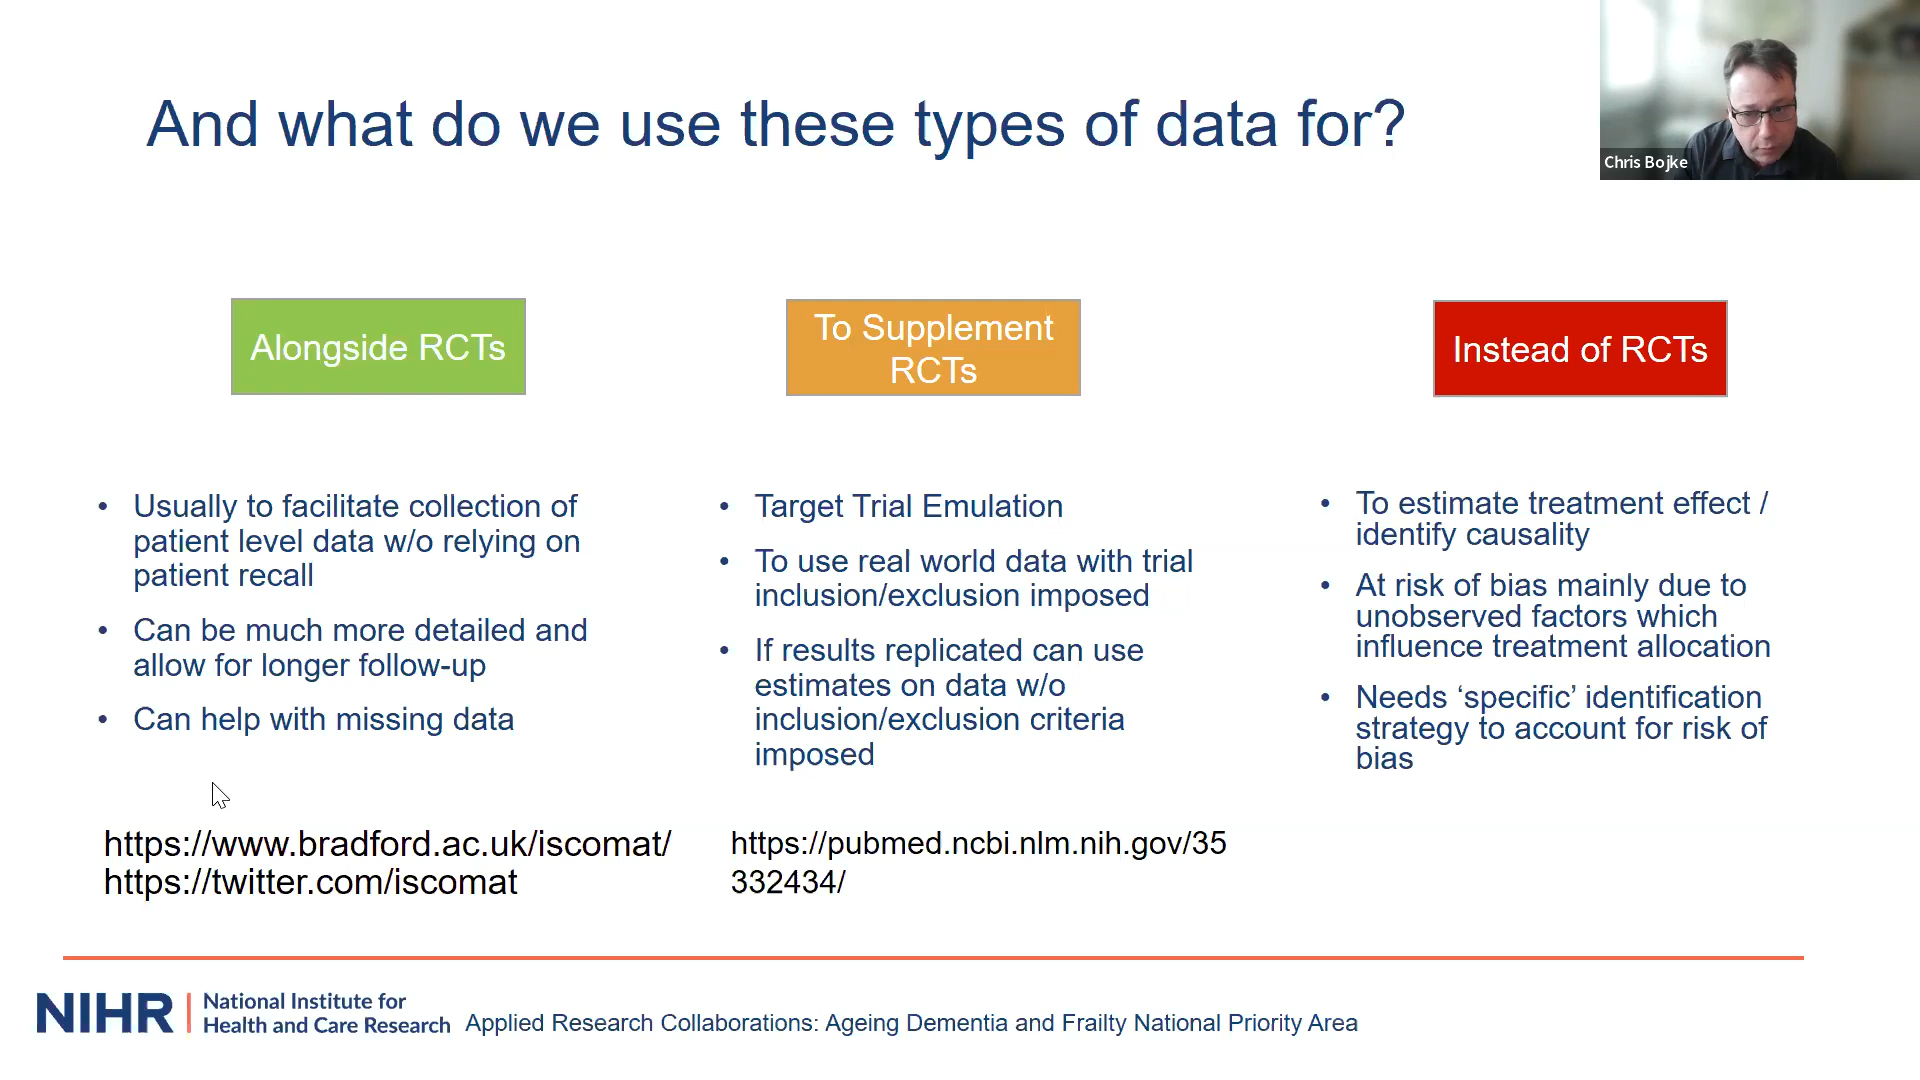 And what do we use these types of data for?
Chris Bojke
Alongside RCTs
To Supplement
RCTs
Instead of RCTs
• Usually to facilitate collection of
patient level data w/o relying on
patient recall
• Can be much more detailed and
allow for longer follow-up
• Can help with missing data
https://www.bradford.ac.uk/iscomat/
https://twitter.com/iscomat
• Target Trial Emulation
• To use real world data with trial
inclusion/exclusion imposed
• If results replicated can use
estimates on data w/o
inclusion/exclusion criteria
imposed
https://pubmed.ncbi.nlm.nih.gov/35
332434/
• To estimate treatment effect /
identify causality
• At risk of bias mainly due to
unobserved factors which
influence treatment allocation
• Needs ‘specific’ identification
strategy to account for risk of
bias
NIHR
National Institute for
Health and Care Research
Applied Research Collaborations: Ageing Dementia and Frailty National Priority Area